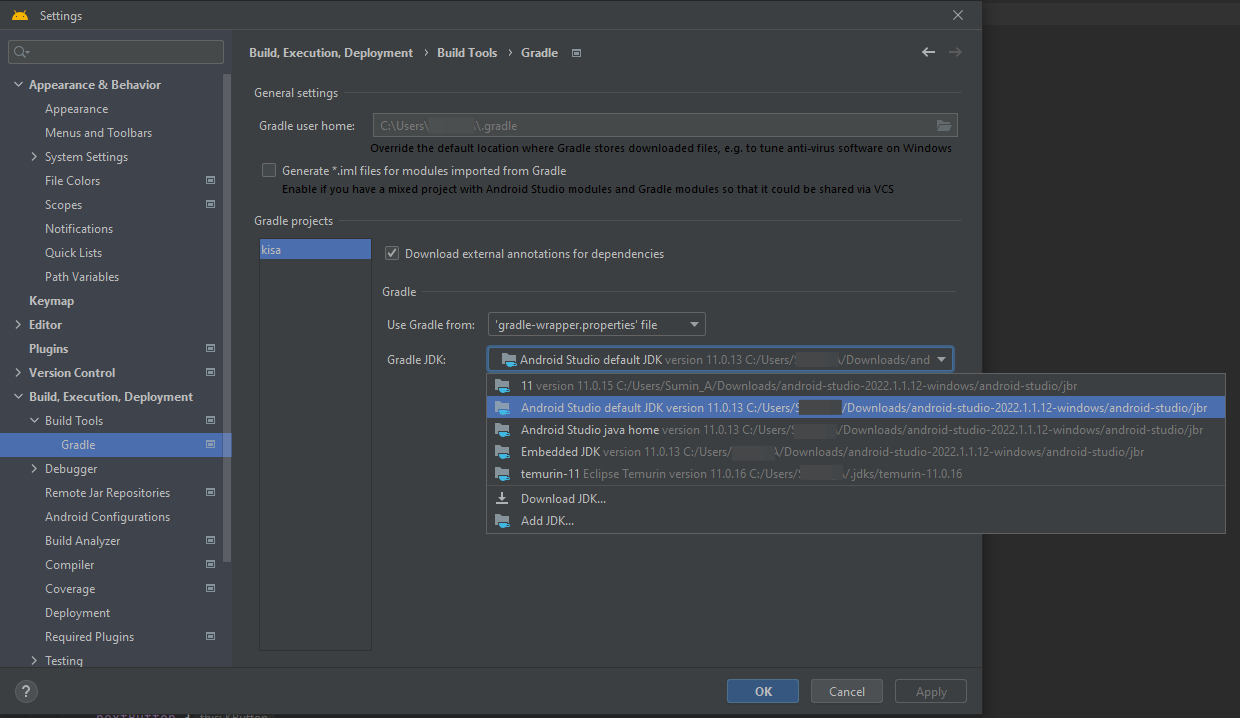 Settings
Build, Execution, Deployment › Build Tools › Gradle
Appearance & Behavior
Appearance
Menus and Toolbars
System Settings
File Colors
Scopes
Notifications
Quick Lists
Path Variables
Keymap
Editor
Plugins
Version Control
Build, Execution, Deployment
Build Tools
Gradle
Debugger
Remote Jar Repositories
Android Configurations
Build Analyzer
Compiler
Coverage
Deployment
Required Plugins
Testing
General settings
Gradle user home: C:\Users\ \.gradle
Override the default location where Gradle stores downloaded files, e.g. to tune anti-virus software on Windows
Generate *.iml files for modules imported from Gradle
Enable if you have a mixed project with Android Studio modules and Gradle modules so that it could be shared via VCS
Gradle projects
kisa
Download external annotations for dependencies
Gradle
Use Gradle from: 'gradle-wrapper.properties' file
Gradle JDK: Android Studio default JDK version 11.0.13 C:/Users/S /Downloads/and
11 version 11.0.15 C:/Users/Sumin_A/Downloads/android-studio-2022.1.1.12-windows/android-studio/jbr
Android Studio default JDK version 11.0.13 C:/Users/S /Downloads/android-studio-2022.1.1.12-windows/android-studio/jbr
Android Studio java home version 11.0.13 C:/Users/S /Downloads/android-studio-2022.1.1.12-windows/android-studio/jbr
Embedded JDK version 11.0.13 C:/Users/ /Downloads/android-studio-2022.1.1.12-windows/android-studio/jbr
temurin-11 Eclipse Temurin version 11.0.16 C:/Users/S /.jdks/temurin-11.0.16
Download JDK...
Add JDK...
?
OK
Cancel
Apply